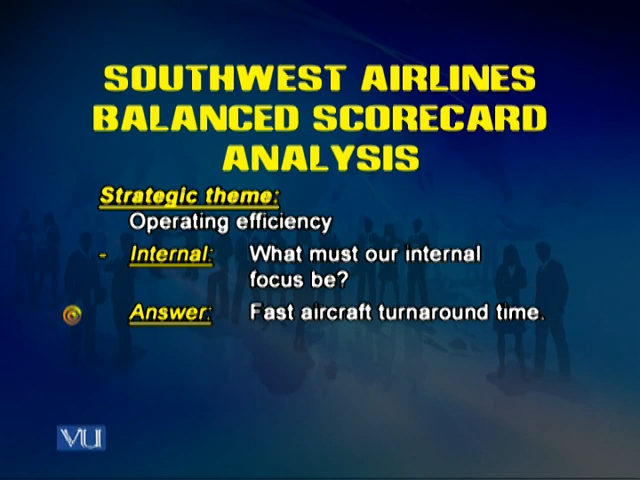 SOUTHWEST AIRLINES
BALANCED SCORECARD
ANALYSIS
Strategic theme:
Operating efficiency
- Internal: What must our internal
focus be?
Answer: Fast aircraft turnaround time.
VU